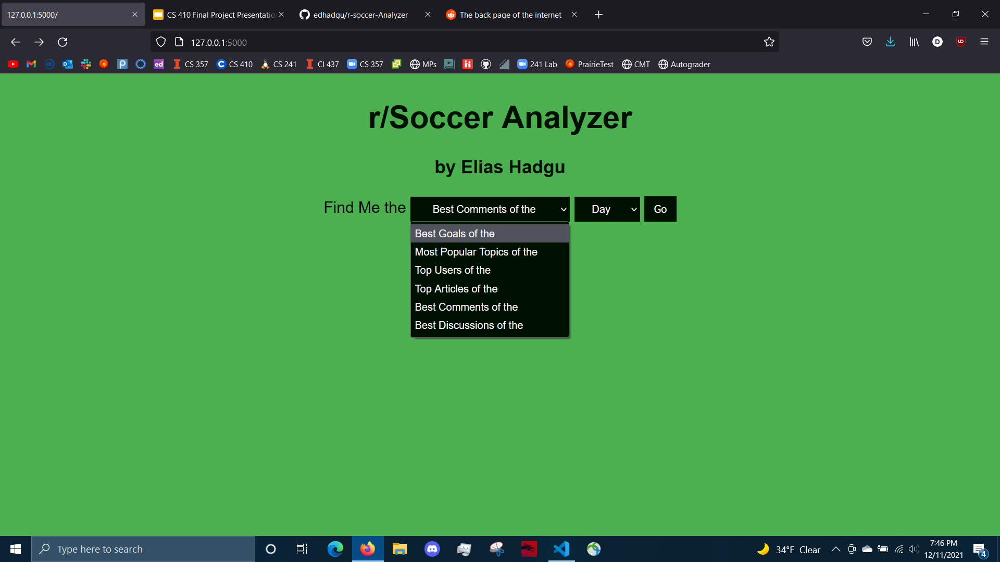 127.0.0.1:5000/
CS 410 Final Project Presentatio
edhadgu/r-soccer-Analyzer
The back page of the internet
127.0.0.1:5000
D
ed
CS 357
CS 410
CS 241
CI 437
CS 357
MPs
241 Lab
PrairieTest
CMT
Autograder
r/Soccer Analyzer
by Elias Hadgu
Find Me the
Best Comments of the
Day
Go
Best Goals of the
Most Popular Topics of the
Top Users of the
Top Articles of the
Best Comments of the
Best Discussions of the
Type here to search
34°F Clear
7:46 PM
12/11/2021
4